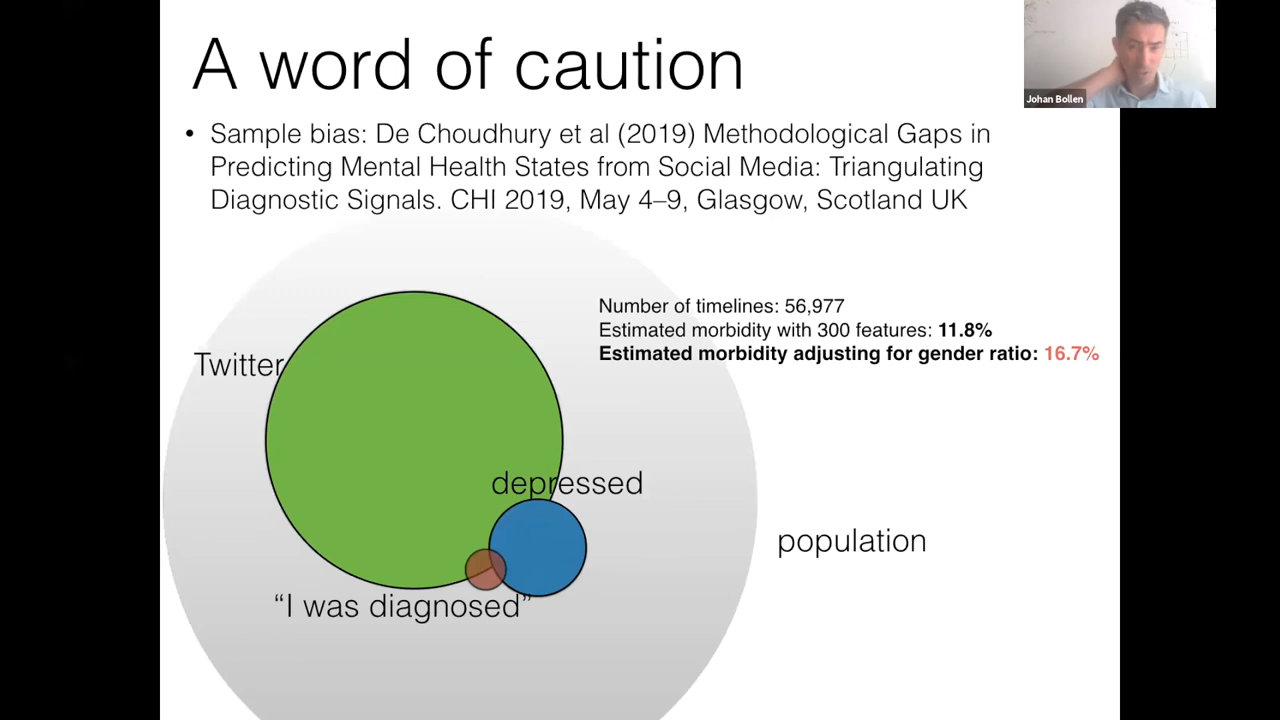 A word of caution
Johan Bollen
• Sample bias: De Choudhury et al (2019) Methodological Gaps in
Predicting Mental Health States from Social Media: Triangulating
Diagnostic Signals. CHI 2019, May 4–9, Glasgow, Scotland UK
Number of timelines: 56,977
Estimated morbidity with 300 features: 11.8%
Estimated morbidity adjusting for gender ratio: 16.7%
Twitter
depressed
population
“I was diagnosed”